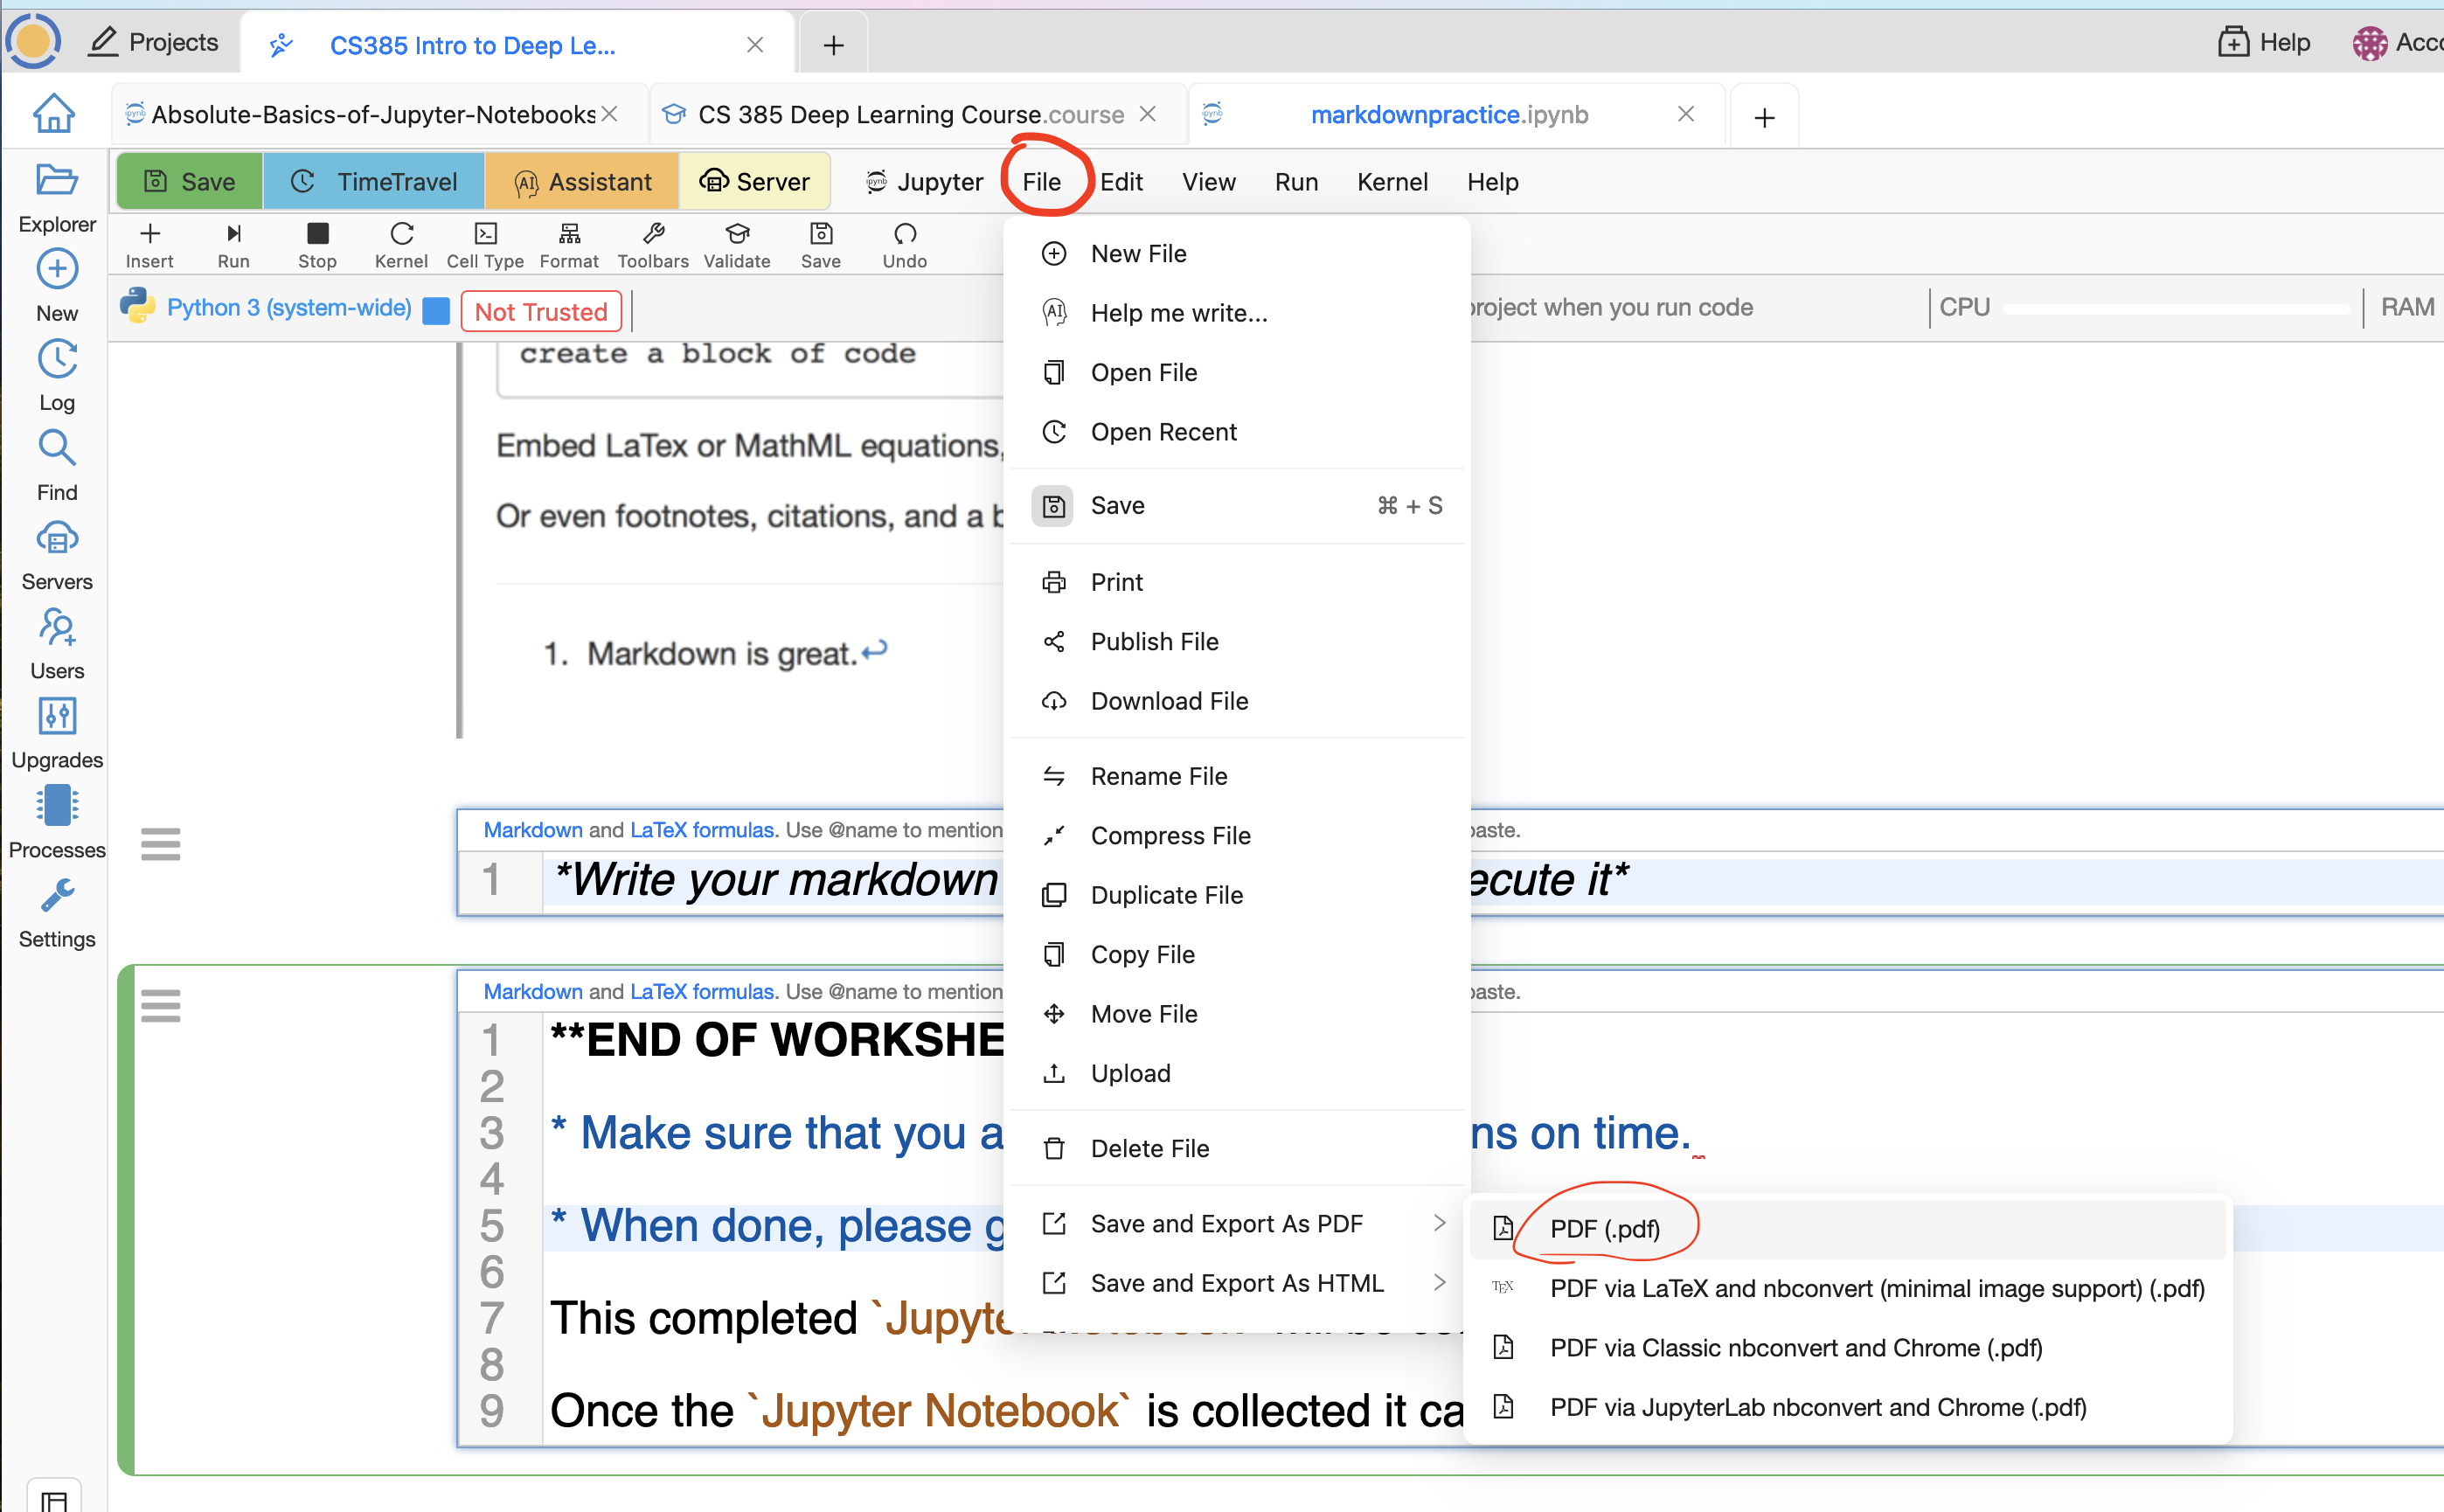 Projects
CS385 Intro to Deep Le...
Help
Absolute-Basics-of-Jupyter-Notebooks
CS 385 Deep Learning Course.course
markdownpractice.ipynb
Save
TimeTravel
Assistant
Server
Jupyter
File
Edit
View
Run
Kernel
Help
Explorer
New
Log
Find
Servers
Users
Upgrades
Processes
Settings
Insert
Run
Stop
Kernel
Cell Type
Format
Toolbars
Validate
Save
Undo
Python 3 (system-wide)
Not Trusted
project when you run code
CPU
RAM
create a block of code
Embed LaTex or MathML equations,
Or even footnotes, citations, and a
1. Markdown is great.↩
Markdown and LaTeX formulas. Use @name to mention
paste.
1 *Write your markdown
ecute it*
Markdown and LaTeX formulas. Use @name to mention
paste.
1 **END OF WORKSHE
2
3 * Make sure that you a
ns on time.
4
5 * When done, please g
6
7 This completed `Jupyte
8
9 Once the `Jupyter Notebook` is collected it ca
New File
Help me write...
Open File
Open Recent
Save ⌘ + S
Print
Publish File
Download File
Rename File
Compress File
Duplicate File
Copy File
Move File
Upload
Delete File
Save and Export As PDF
Save and Export As HTML
PDF (.pdf)
PDF via LaTeX and nbconvert (minimal image support) (.pdf)
PDF via Classic nbconvert and Chrome (.pdf)
PDF via JupyterLab nbconvert and Chrome (.pdf)